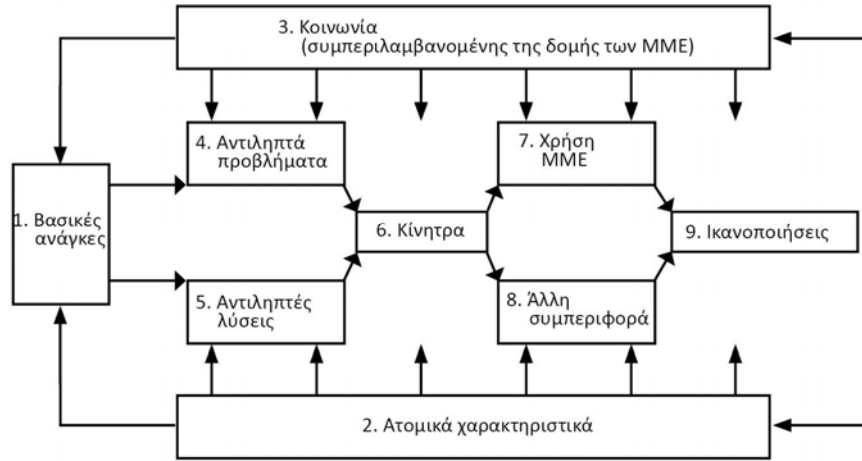 3. Κοινωνία
(συμπεριλαμβανομένης της δομής των ΜΜΕ)
4. Αντιληπτά
προβλήματα
7. Χρήση
ΜΜΕ
1. Βασικές
ανάγκες
6. Κίνητρα
9. Ικανοποιήσεις
5. Αντιληπτές
λύσεις
8. Άλλη
συμπεριφορά
2. Ατομικά χαρακτηριστικά